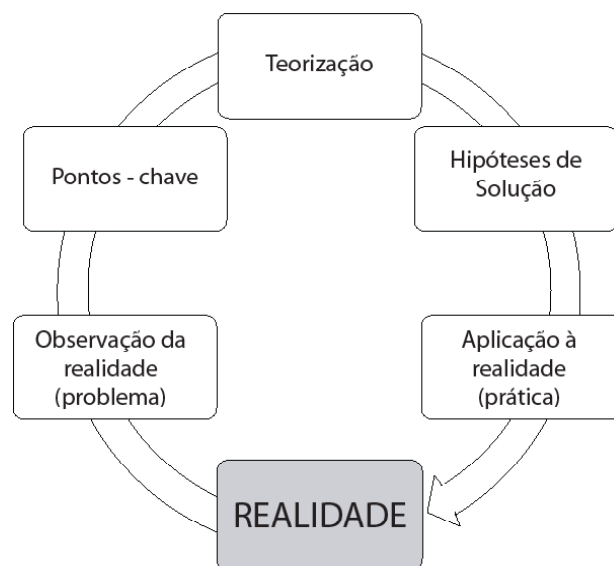 Teorização
Pontos - chave
Hipóteses de
Solução
Observação da
realidade
(problema)
Aplicação à
realidade
(prática)
REALIDADE